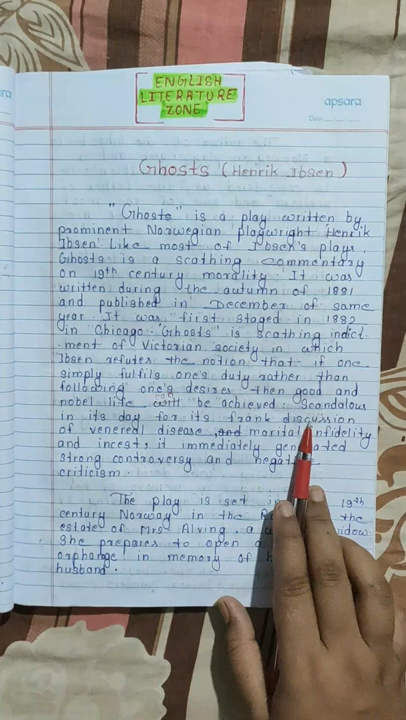 ENGLISH
LITERATURE
ZONE
apsara
Date
Ghosts (Henrik Ibsen)
"Ghosts" is a play written by
prominent Norwegian playwright Henrik
Ibsen. Like most of Ibsen's plays,
Ghosts is a scathing commentary
on 19th century morality. It was
written during the autumn of 1881
and published in December of same
year. It was first staged in 1882
in Chicago. "Ghosts" is scathing indict-
ment of Victorian society in which
Ibsen refutes the notion that if one
simply fulfils one's duty rather than
following one's desires then good and
nobel life can't be achieved. Scandalous
in its day for its frank discussion
of venereal disease and marital infidelity
and incest, it immediately generated
strong controversy and
criticism.
The play is set 19th
century Norway in the the
estate of Mrs Alving, a widow
She prepares to open a
orphange in memory of
husband.